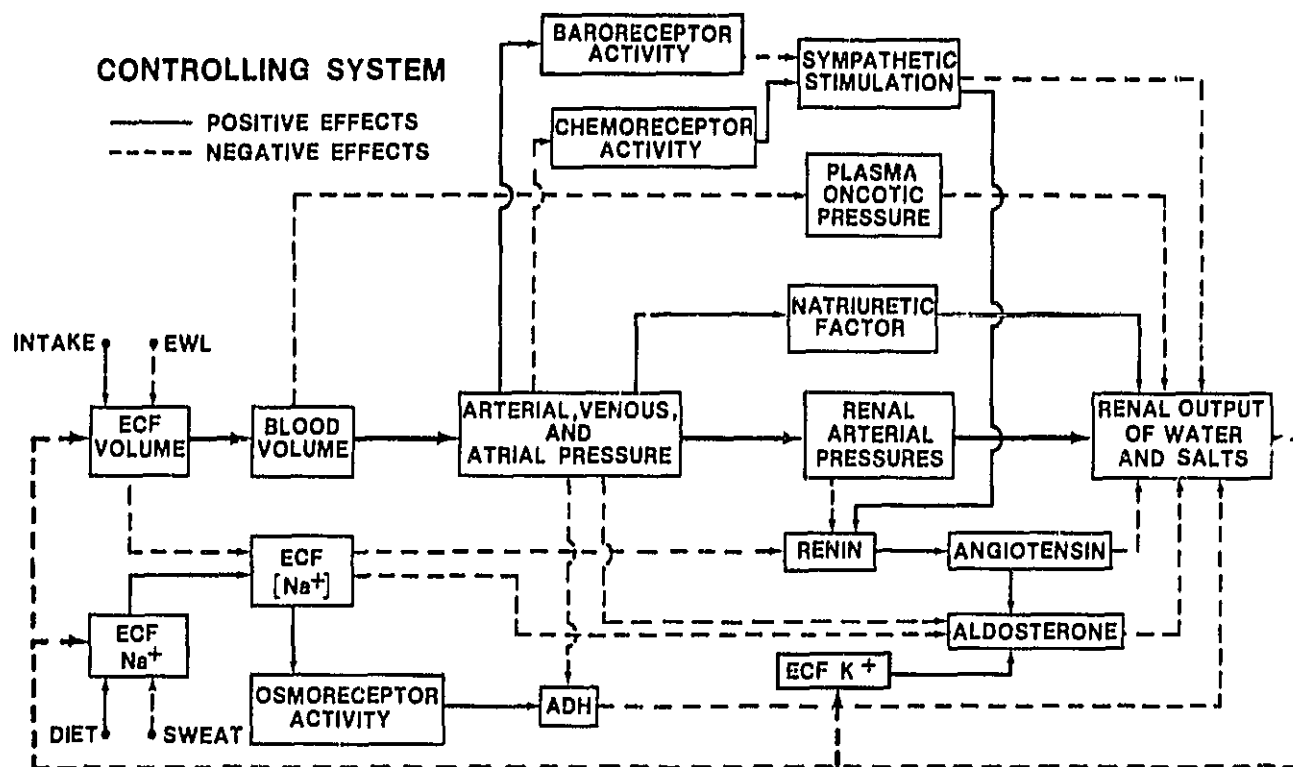 CONTROLLING SYSTEM
POSITIVE EFFECTS
NEGATIVE EFFECTS
BARORECEPTOR
ACTIVITY
SYMPATHETIC
STIMULATION
CHEMORECEPTOR
ACTIVITY
PLASMA
ONCOTIC
PRESSURE
NATRIURETIC
FACTOR
INTAKE
EWL
ECF
VOLUME
BLOOD
VOLUME
ARTERIAL, VENOUS,
AND
ATRIAL PRESSURE
RENAL
ARTERIAL
PRESSURES
RENAL OUTPUT
OF WATER
AND SALTS
ECF
[Na+]
RENIN
ANGIOTENSIN
ECF
Na+
ALDOSTERONE
ECF K+
OSMORECEPTOR
ACTIVITY
ADH
DIET
SWEAT